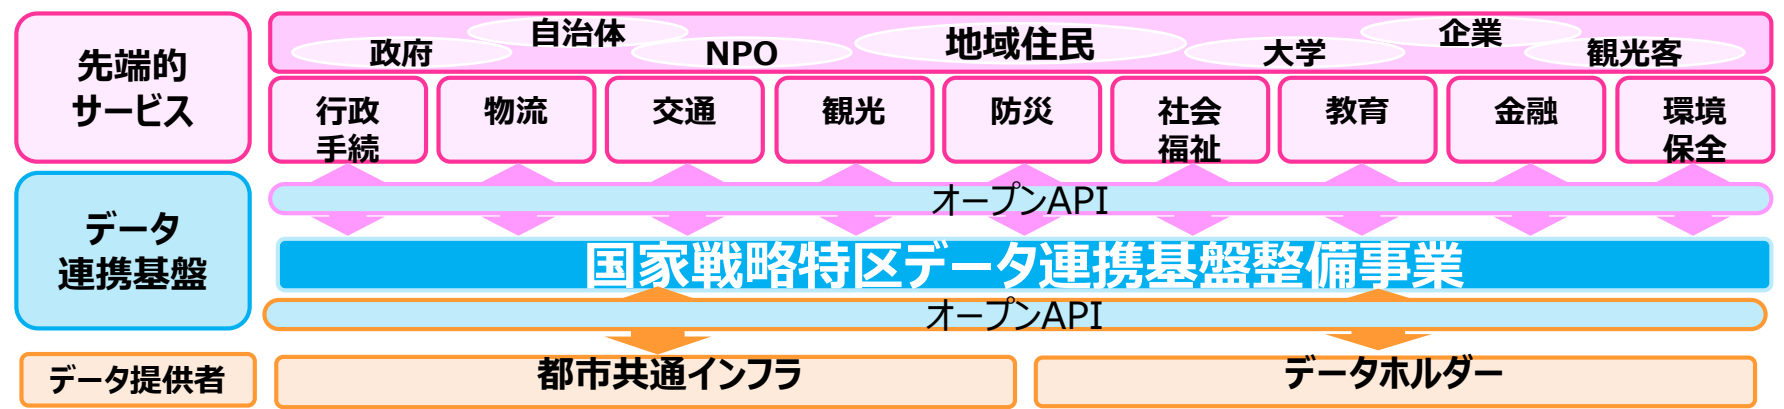 先端的
サービス
政府
自治体
NPO
地域住民
大学
企業
観光客
行政
手続
物流
交通
観光
防災
社会
福祉
教育
金融
環境
保全
データ
連携基盤
オープンAPI
国家戦略特区データ連携基盤整備事業
オープンAPI
データ提供者
都市共通インフラ
データホルダー